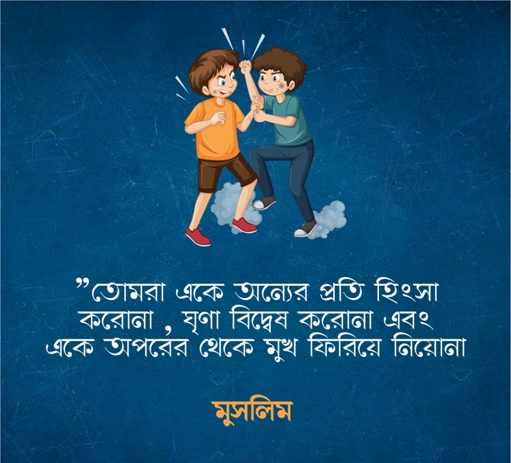 ”তোমরা একে অন্যের প্রতি হিংসা
করোনা , ঘৃণা বিদ্বেষ করোনা এবং
একে অপরের থেকে মুখ ফিরিয়ে নিয়োনা
মুসলিম